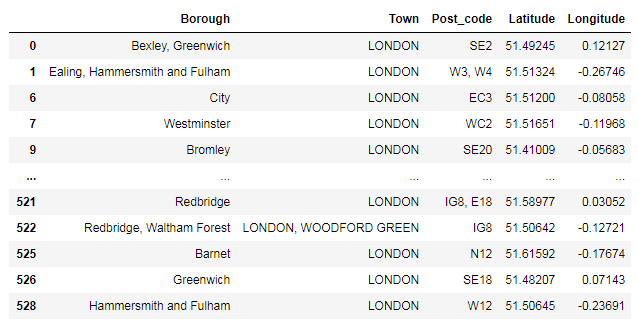 Borough Town Post_code Latitude Longitude
0 Bexley, Greenwich LONDON SE2 51.49245 0.12127
1 Ealing, Hammersmith and Fulham LONDON W3, W4 51.51324 -0.26746
6 City LONDON EC3 51.51200 -0.08058
7 Westminster LONDON WC2 51.51651 -0.11968
9 Bromley LONDON SE20 51.41009 -0.05683
... ... ... ... ... ...
521 Redbridge LONDON IG8, E18 51.58977 0.03052
522 Redbridge, Waltham Forest LONDON, WOODFORD GREEN IG8 51.50642 -0.12721
525 Barnet LONDON N12 51.61592 -0.17674
526 Greenwich LONDON SE18 51.48207 0.07143
528 Hammersmith and Fulham LONDON W12 51.50645 -0.23691